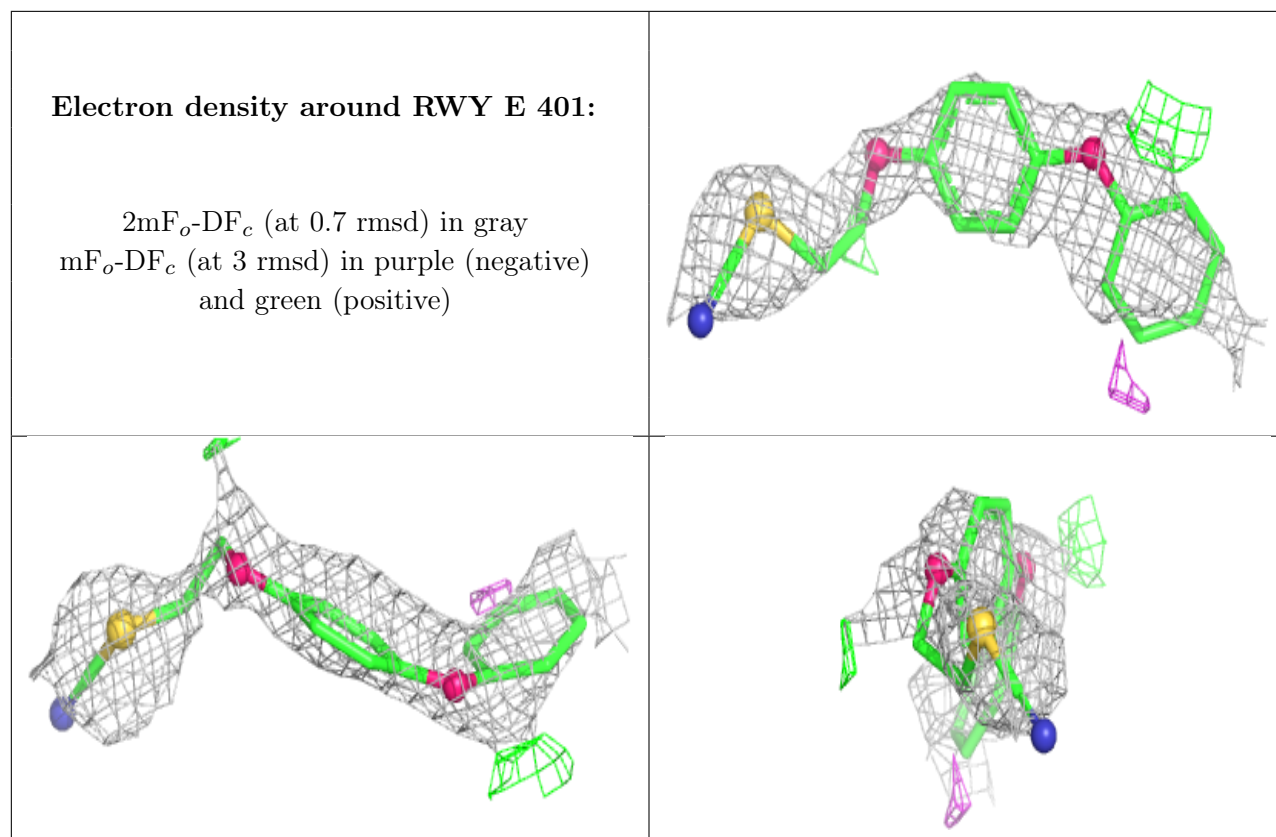 Electron density around RWY E 401:
2mFₒ-DF𝒸 (at 0.7 rmsd) in gray
mFₒ-DF𝒸 (at 3 rmsd) in purple (negative)
and green (positive)